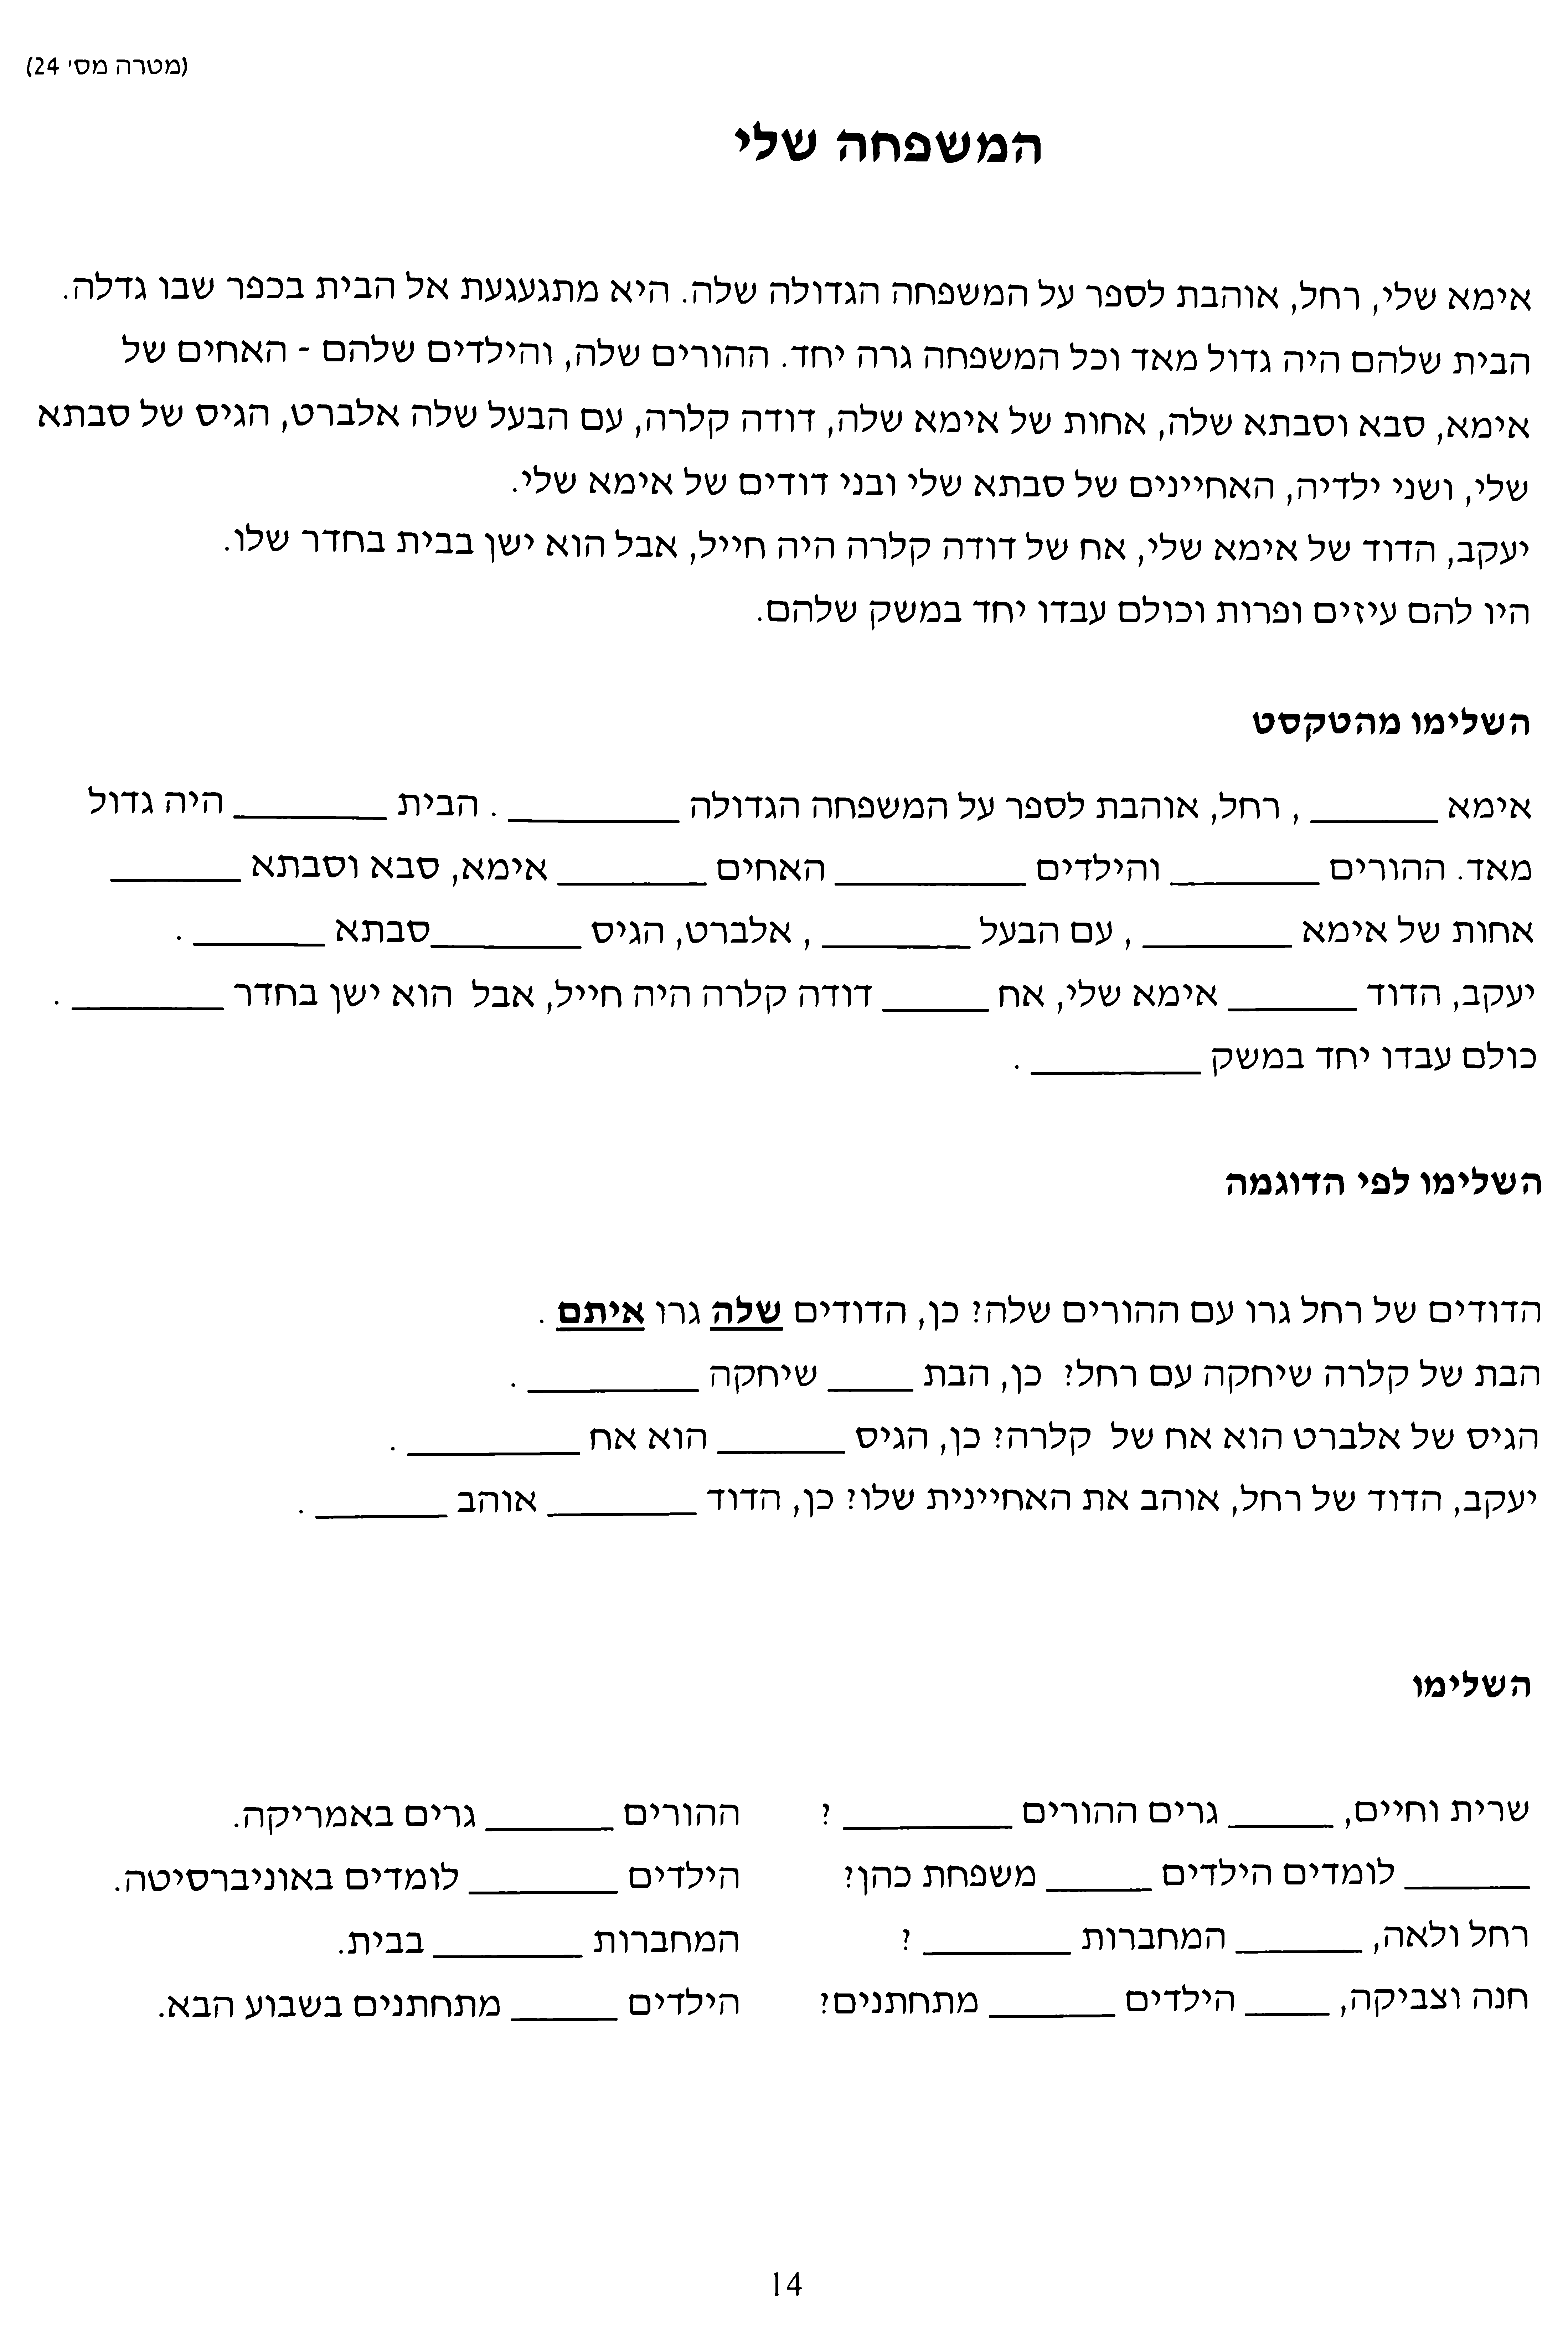 (מטרה מס' 24)
המשפחה שלי
אימא שלי, רחל, אוהבת לספר על המשפחה הגדולה שלה. היא מתגעגעת אל הבית בכפר שבו גדלה.
הבית שלהם היה גדול מאד וכל המשפחה גרה יחד. ההורים שלה, והילדים שלהם - האחים של
אימא, סבא וסבתא שלה, אחות של אימא שלה, דודה קלרה, עם הבעל שלה אלברט, הגיס של סבתא
שלי, ושני ילדיה, האחיינים של סבתא שלי ובני דודים של אימא שלי.
יעקב, הדוד של אימא שלי, אח של דודה קלרה היה חייל, אבל הוא ישן בבית בחדר שלו.
היו להם עיזים ופרות וכולם עבדו יחד במשק שלהם.
השלימו מהטקסט
אימא ______ , רחל, אוהבת לספר על המשפחה הגדולה ________ . הבית _______ היה גדול
מאד. ההורים _______ והילדים _________ האחים _______ אימא, סבא וסבתא ______
אחות של אימא _______ , עם הבעל _______ , אלברט, הגיס _______סבתא ______ .
יעקב, הדוד ______ אימא שלי, אח _____ דודה קלרה היה חייל, אבל הוא ישן בחדר _______ .
כולם עבדו יחד במשק ________ .
השלימו לפי הדוגמה
הדודים של רחל גרו עם ההורים שלה? כן, הדודים שלה גרו איתם .
הבת של קלרה שיחקה עם רחל? כן, הבת ____ שיחקה ________ .
הגיס של אלברט הוא אח של קלרה? כן, הגיס ______ הוא אח ________ .
יעקב, הדוד של רחל, אוהב את האחיינית שלו? כן, הדוד _______ אוהב ______ .
השלימו
שרית וחיים, _____ גרים ההורים ________ ? ההורים ______ גרים באמריקה.
______ לומדים הילדים _____ משפחת כהן? הילדים _______ לומדים באוניברסיטה.
רחל ולאה, ______ המחברות _______ ? המחברות _______ בבית.
חנה וצביקה, ____ הילדים ______ מתחתנים? הילדים _____ מתחתנים בשבוע הבא.
14